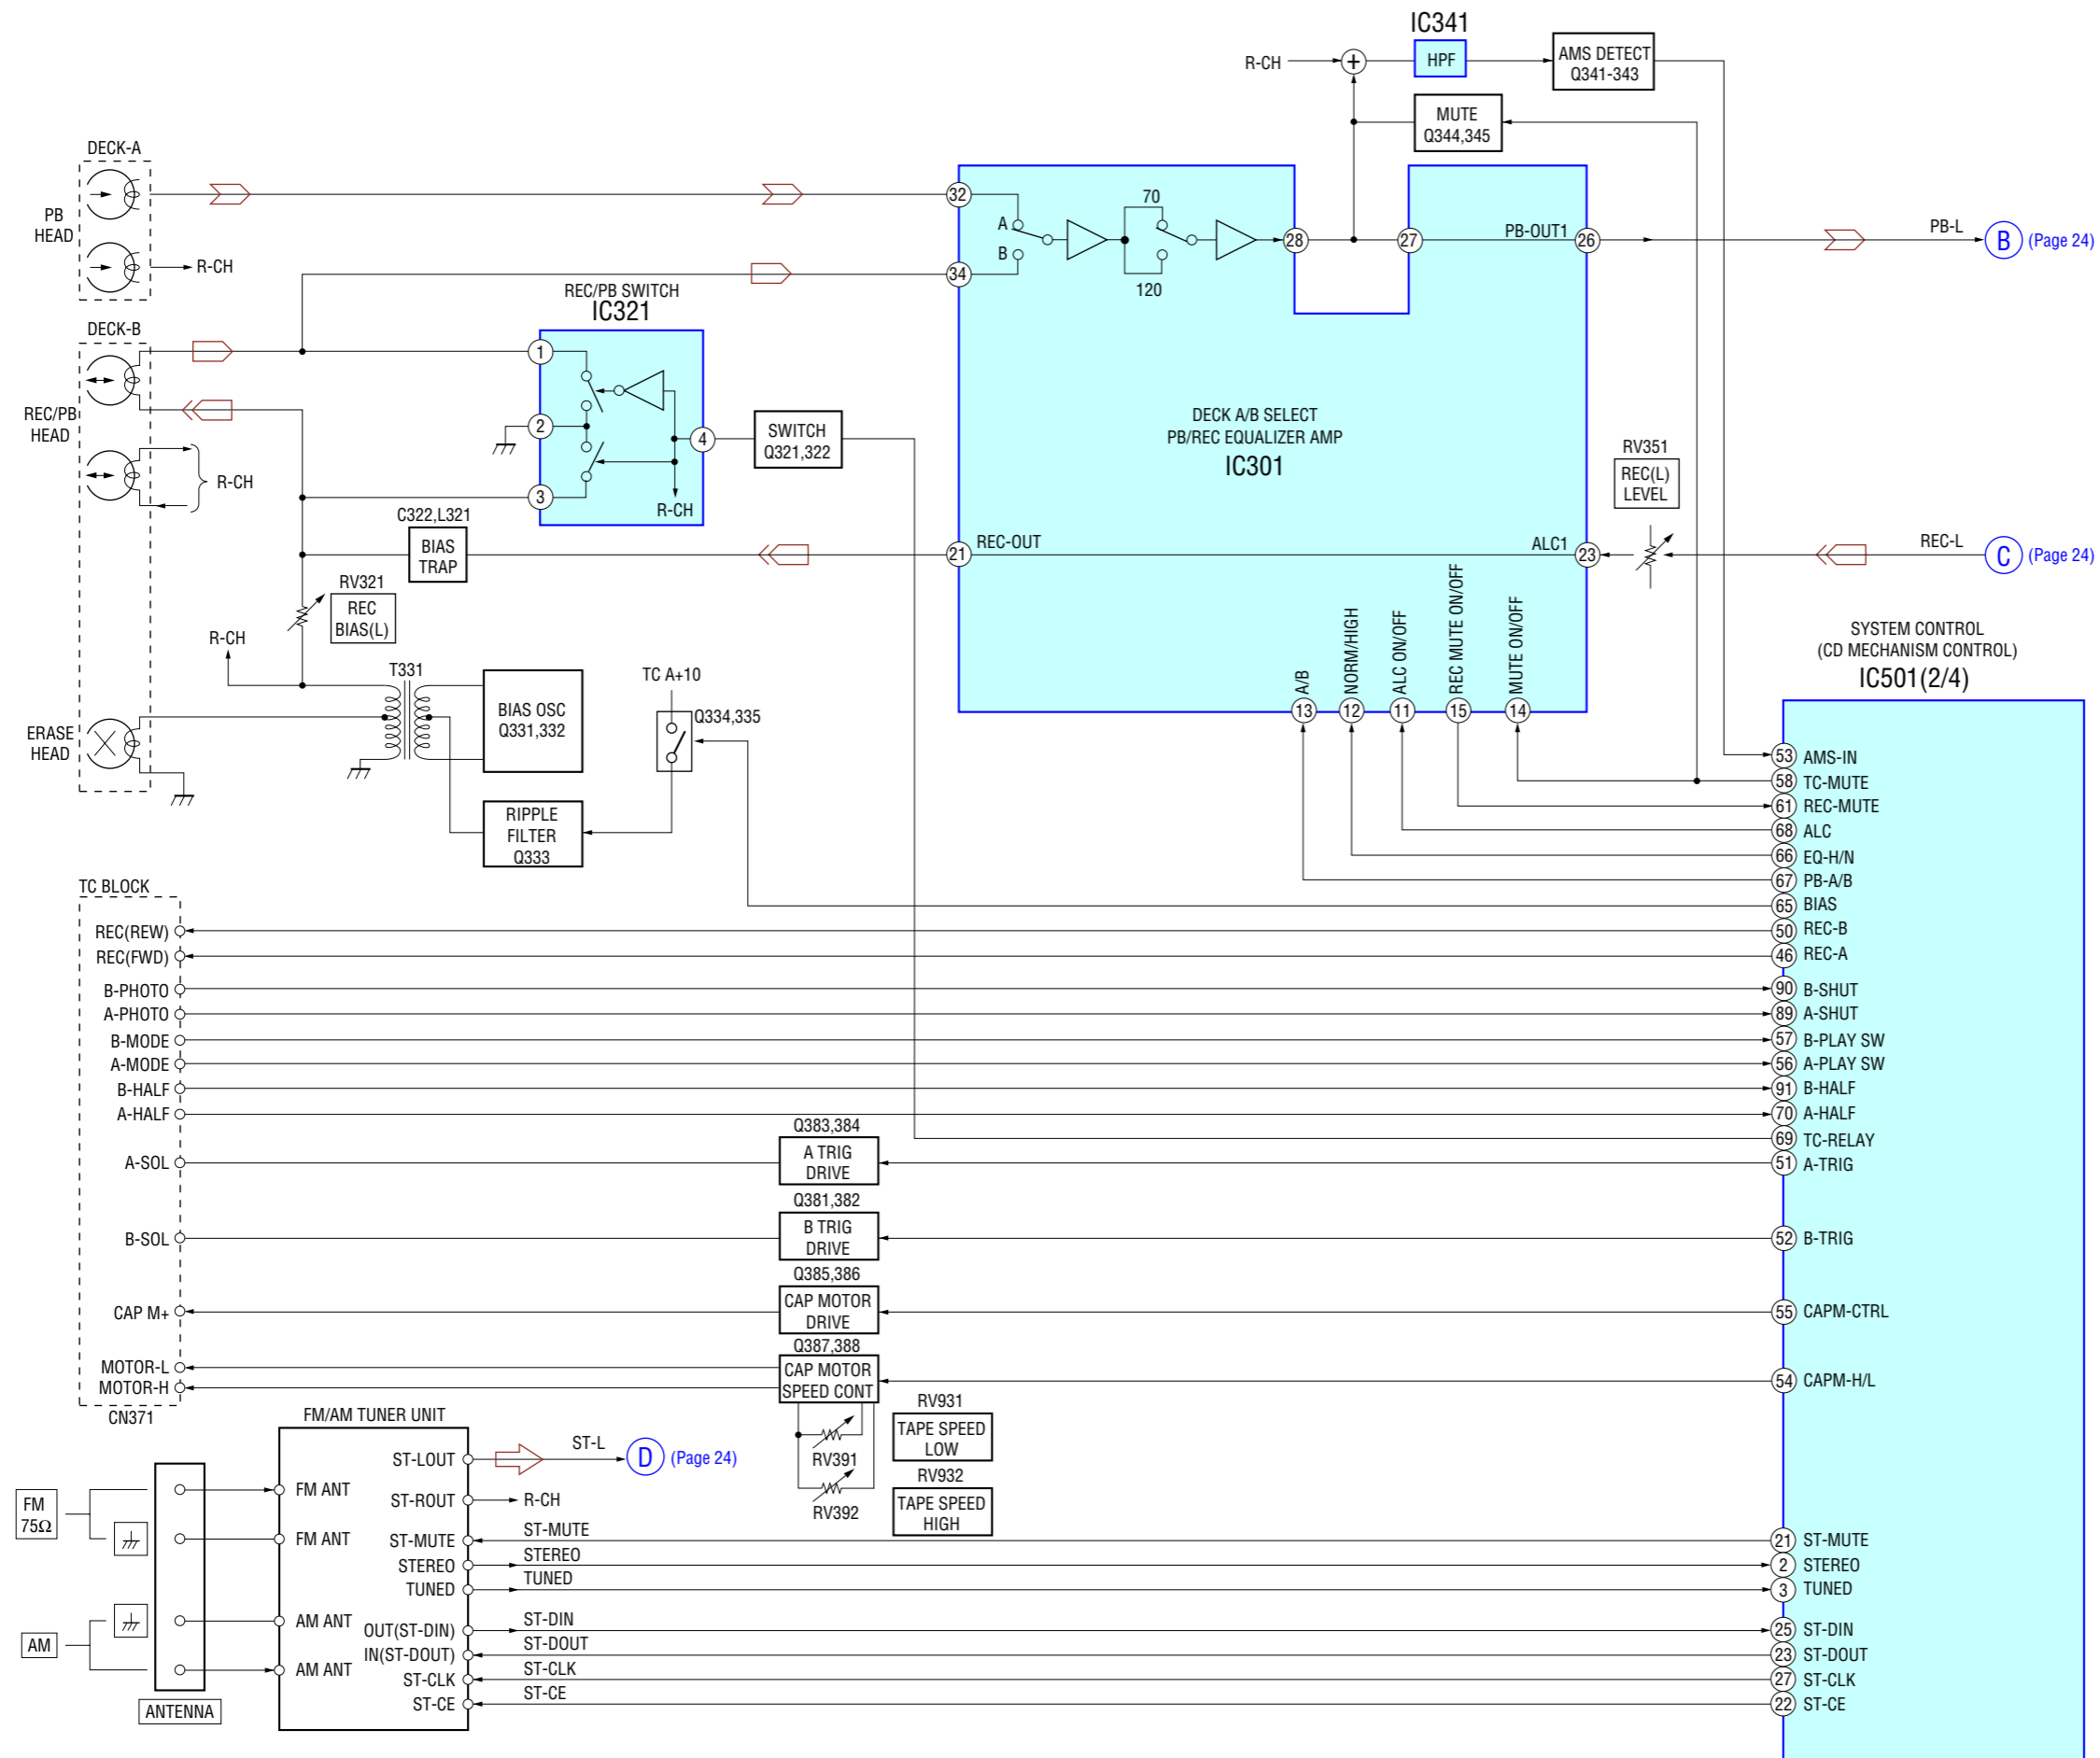 IC341
R-CH
+
HPF
AMS DETECT
Q341-343
MUTE
Q344,345
DECK-A
PB
HEAD
R-CH
32
A
B
34
70
120
28
27
PB-OUT1
26
PB-L
B
(Page 24)
REC/PB SWITCH
IC321
DECK-B
REC/PB
HEAD
R-CH
1
2
3
4
R-CH
SWITCH
Q321,322
DECK A/B SELECT
PB/REC EQUALIZER AMP
IC301
RV351
REC(L)
LEVEL
C322,L321
BIAS
TRAP
21
REC-OUT
ALC1
23
REC-L
C
(Page 24)
RV321
REC
BIAS(L)
R-CH
T331
BIAS OSC
Q331,332
TC A+10
Q334,335
RIPPLE
FILTER
Q333
ERASE
HEAD
A/B
NORM/HIGH
ALC ON/OFF
REC MUTE ON/OFF
MUTE ON/OFF
13
12
11
15
14
SYSTEM CONTROL
(CD MECHANISM CONTROL)
IC501(2/4)
53 AMS-IN
58 TC-MUTE
61 REC-MUTE
68 ALC
66 EQ-H/N
67 PB-A/B
65 BIAS
50 REC-B
46 REC-A
90 B-SHUT
89 A-SHUT
57 B-PLAY SW
56 A-PLAY SW
91 B-HALF
70 A-HALF
69 TC-RELAY
51 A-TRIG
52 B-TRIG
55 CAPM-CTRL
54 CAPM-H/L
21 ST-MUTE
2 STEREO
3 TUNED
25 ST-DIN
23 ST-DOUT
27 ST-CLK
22 ST-CE
TC BLOCK
REC(REW)
REC(FWD)
B-PHOTO
A-PHOTO
B-MODE
A-MODE
B-HALF
A-HALF
A-SOL
B-SOL
CAP M+
MOTOR-L
MOTOR-H
CN371
Q383,384
A TRIG
DRIVE
Q381,382
B TRIG
DRIVE
Q385,386
CAP MOTOR
DRIVE
Q387,388
CAP MOTOR
SPEED CONT
RV391
RV392
RV931
TAPE SPEED
LOW
RV932
TAPE SPEED
HIGH
FM/AM TUNER UNIT
FM
75Ω
AM
ANTENNA
FM ANT
FM ANT
AM ANT
AM ANT
ST-LOUT
ST-ROUT
ST-MUTE
STEREO
TUNED
OUT(ST-DIN)
IN(ST-DOUT)
ST-CLK
ST-CE
ST-L
D
(Page 24)
R-CH
ST-MUTE
STEREO
TUNED
ST-DIN
ST-DOUT
ST-CLK
ST-CE